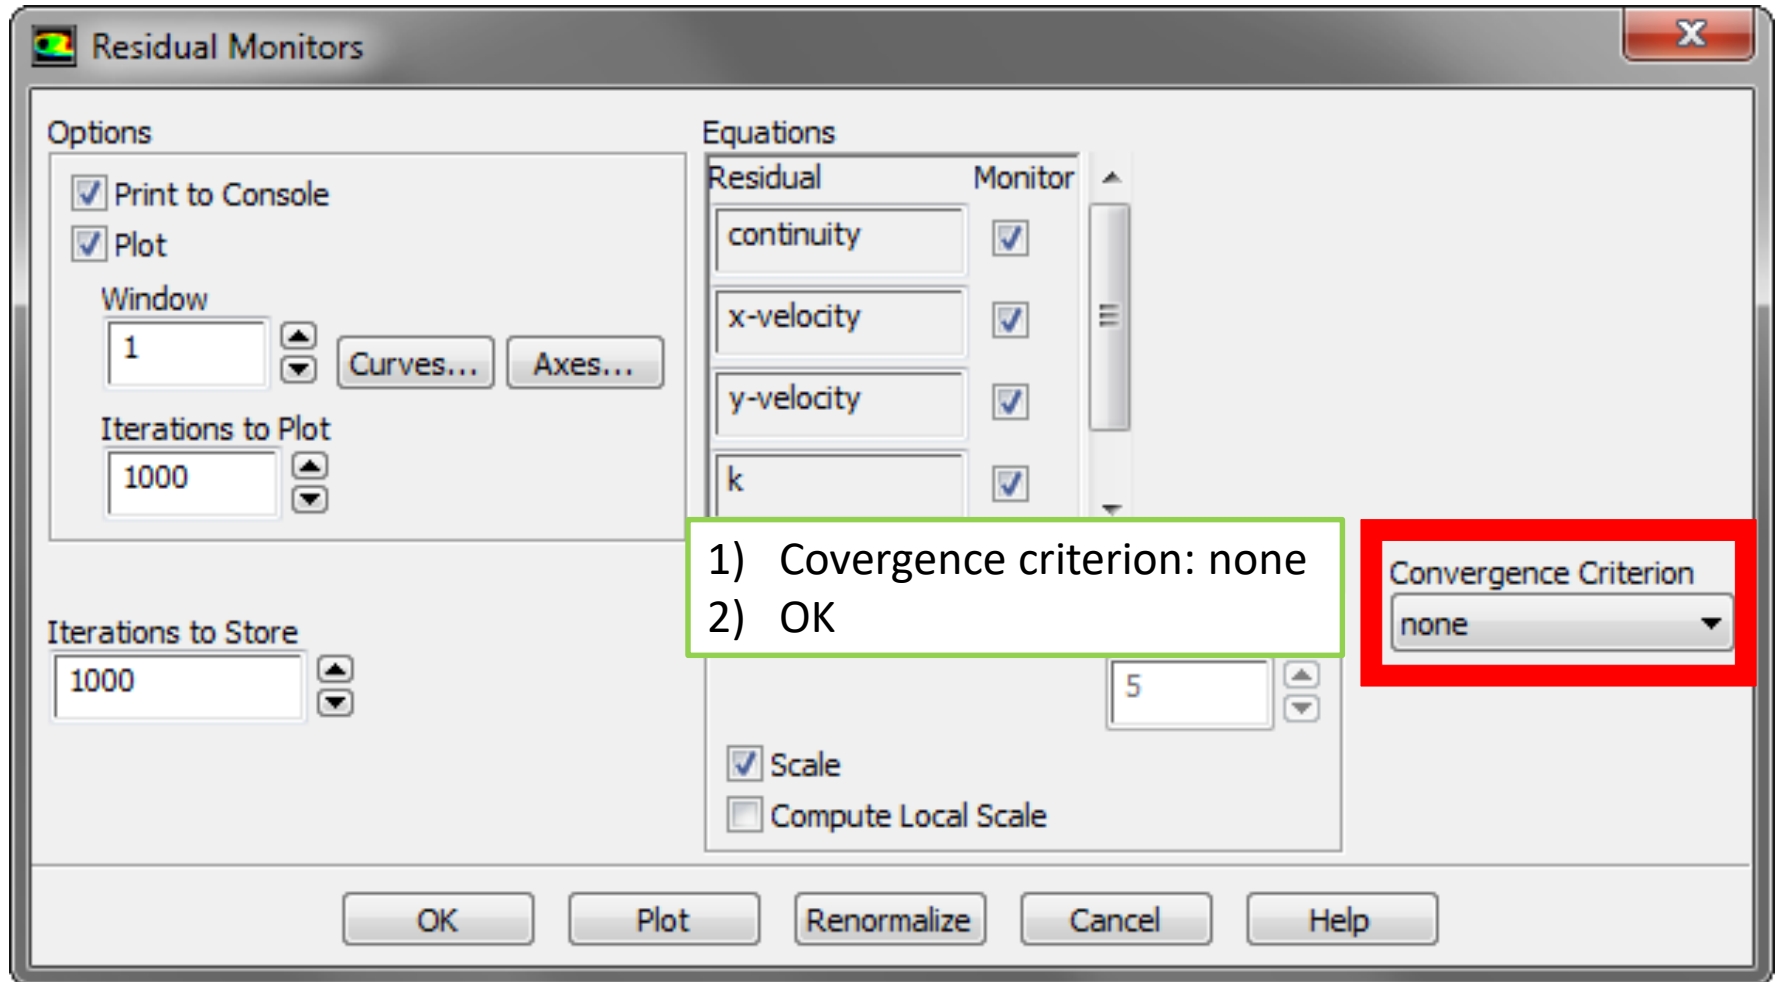 Residual Monitors
Options
Print to Console
Plot
Window
1
Curves...
Axes...
Iterations to Plot
1000
Iterations to Store
1000
Equations
Residual Monitor
continuity
x-velocity
y-velocity
k
1) Covergence criterion: none
2) OK
Convergence Criterion
none
5
Scale
Compute Local Scale
OK
Plot
Renormalize
Cancel
Help